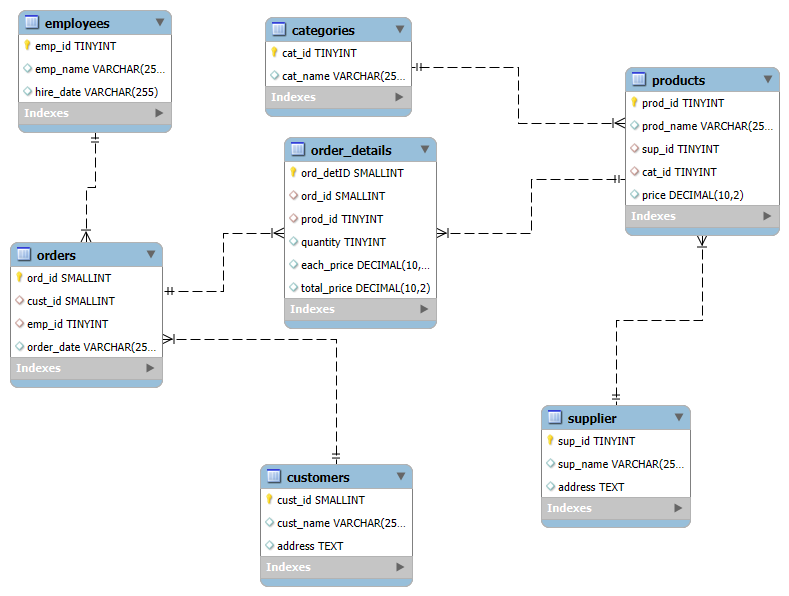 employees
emp_id TINYINT
emp_name VARCHAR(25...
hire_date VARCHAR(255)
Indexes
categories
cat_id TINYINT
cat_name VARCHAR(25...
Indexes
products
prod_id TINYINT
prod_name VARCHAR(25...
sup_id TINYINT
cat_id TINYINT
price DECIMAL(10,2)
Indexes
order_details
ord_detID SMALLINT
ord_id SMALLINT
prod_id TINYINT
quantity TINYINT
each_price DECIMAL(10,...
total_price DECIMAL(10,2)
Indexes
orders
ord_id SMALLINT
cust_id SMALLINT
emp_id TINYINT
order_date VARCHAR(25...
Indexes
supplier
sup_id TINYINT
sup_name VARCHAR(25...
address TEXT
Indexes
customers
cust_id SMALLINT
cust_name VARCHAR(25...
address TEXT
Indexes